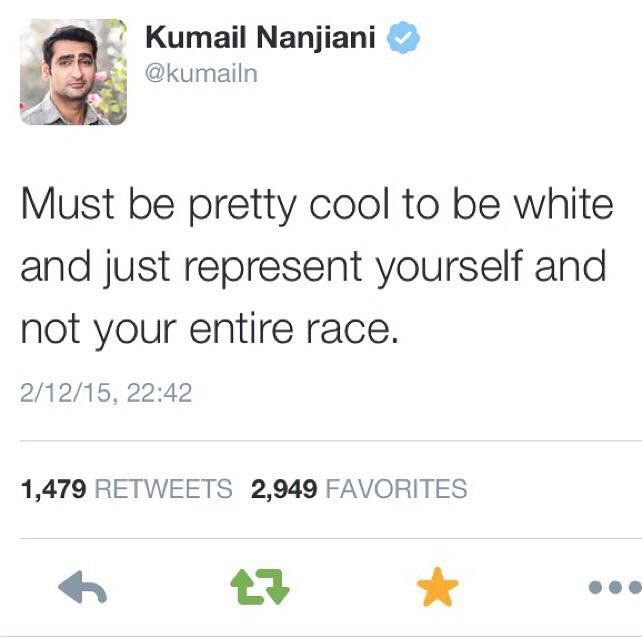 Kumail Nanjiani
@kumailn
Must be pretty cool to be white
and just represent yourself and
not your entire race.
2/12/15, 22:42
1,479 RETWEETS 2,949 FAVORITES